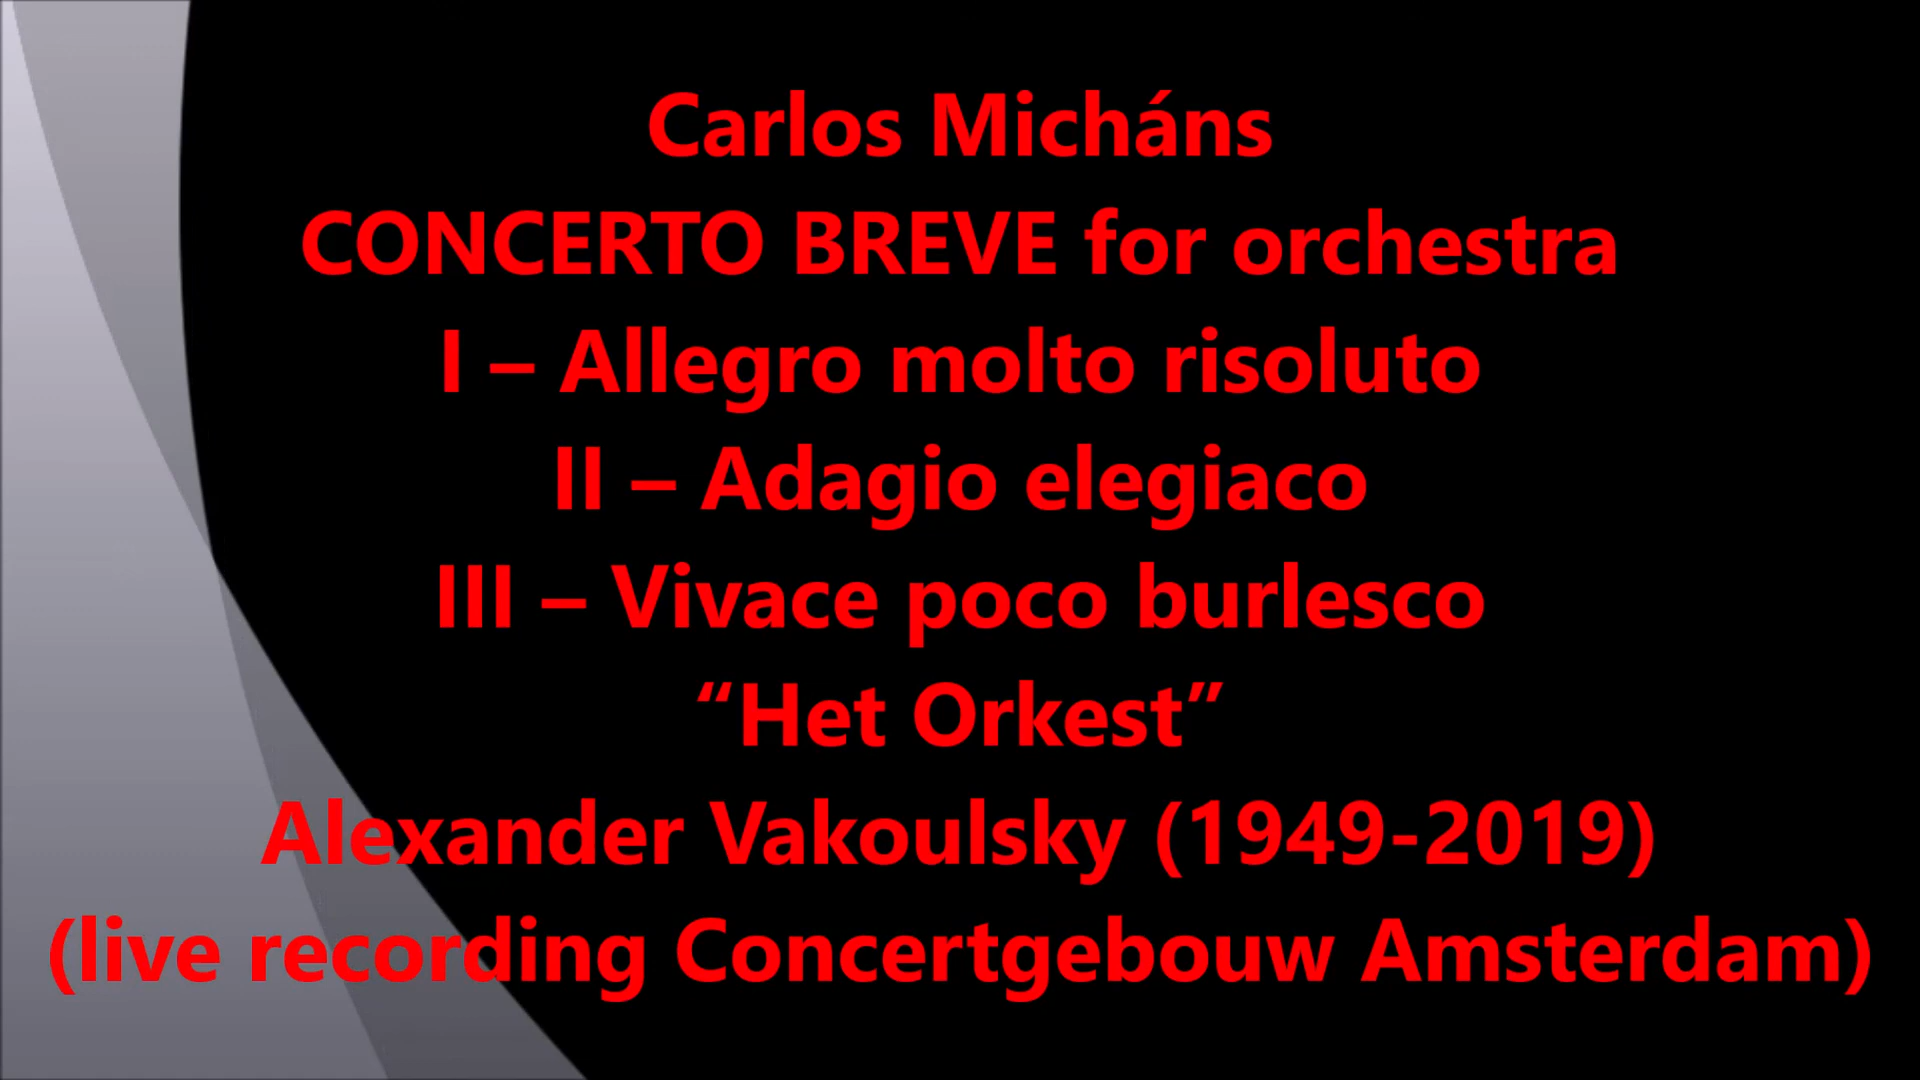 Carlos Micháns
CONCERTO BREVE for orchestra
I – Allegro molto risoluto
II – Adagio elegiaco
III – Vivace poco burlesco
“Het Orkest”
Alexander Vakoulsky (1949-2019)
(live recording Concertgebouw Amsterdam)